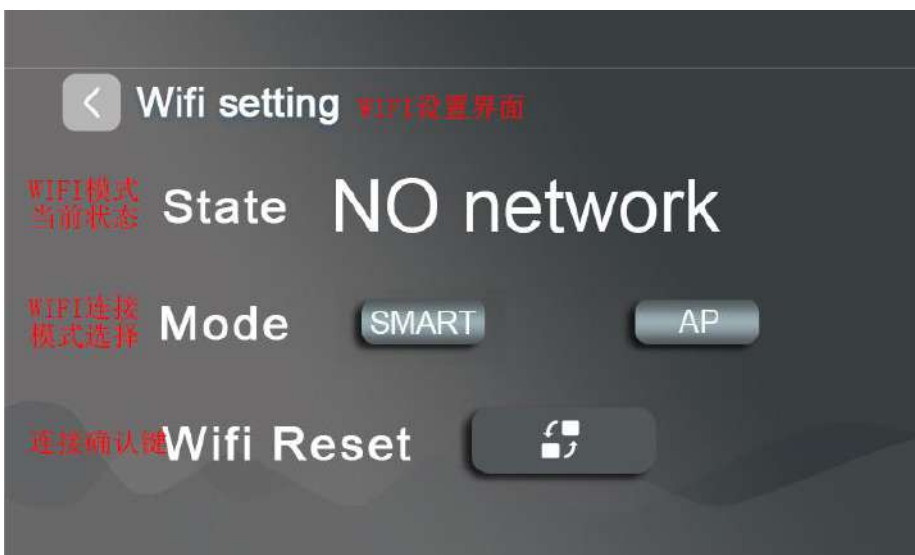 Wifi setting WIFI设置界面
WIFI模式
当前状态
State NO network
WIFI连接
模式选择
Mode SMART AP
连接确认键 Wifi Reset